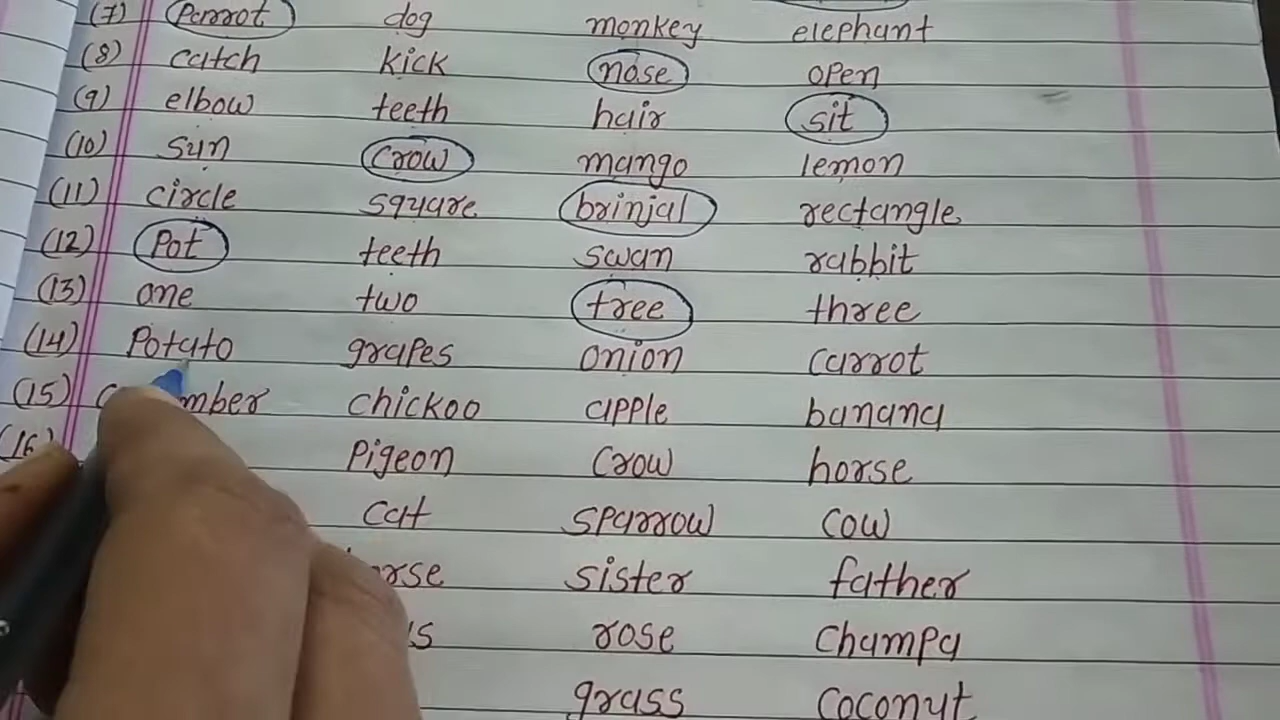 (7) Parrot dog monkey elephant
(8) catch kick nose open
(9) elbow teeth hair sit
(10) sun crow mango lemon
(11) circle square brinjal rectangle
(12) Pot teeth swan rabbit
(13) one two tree three
(14) Potato grapes onion carrot
(15) chickoo apple banana
(16) Pigeon crow horse
cat sparrow cow
sister father
rose champa
grass coconut